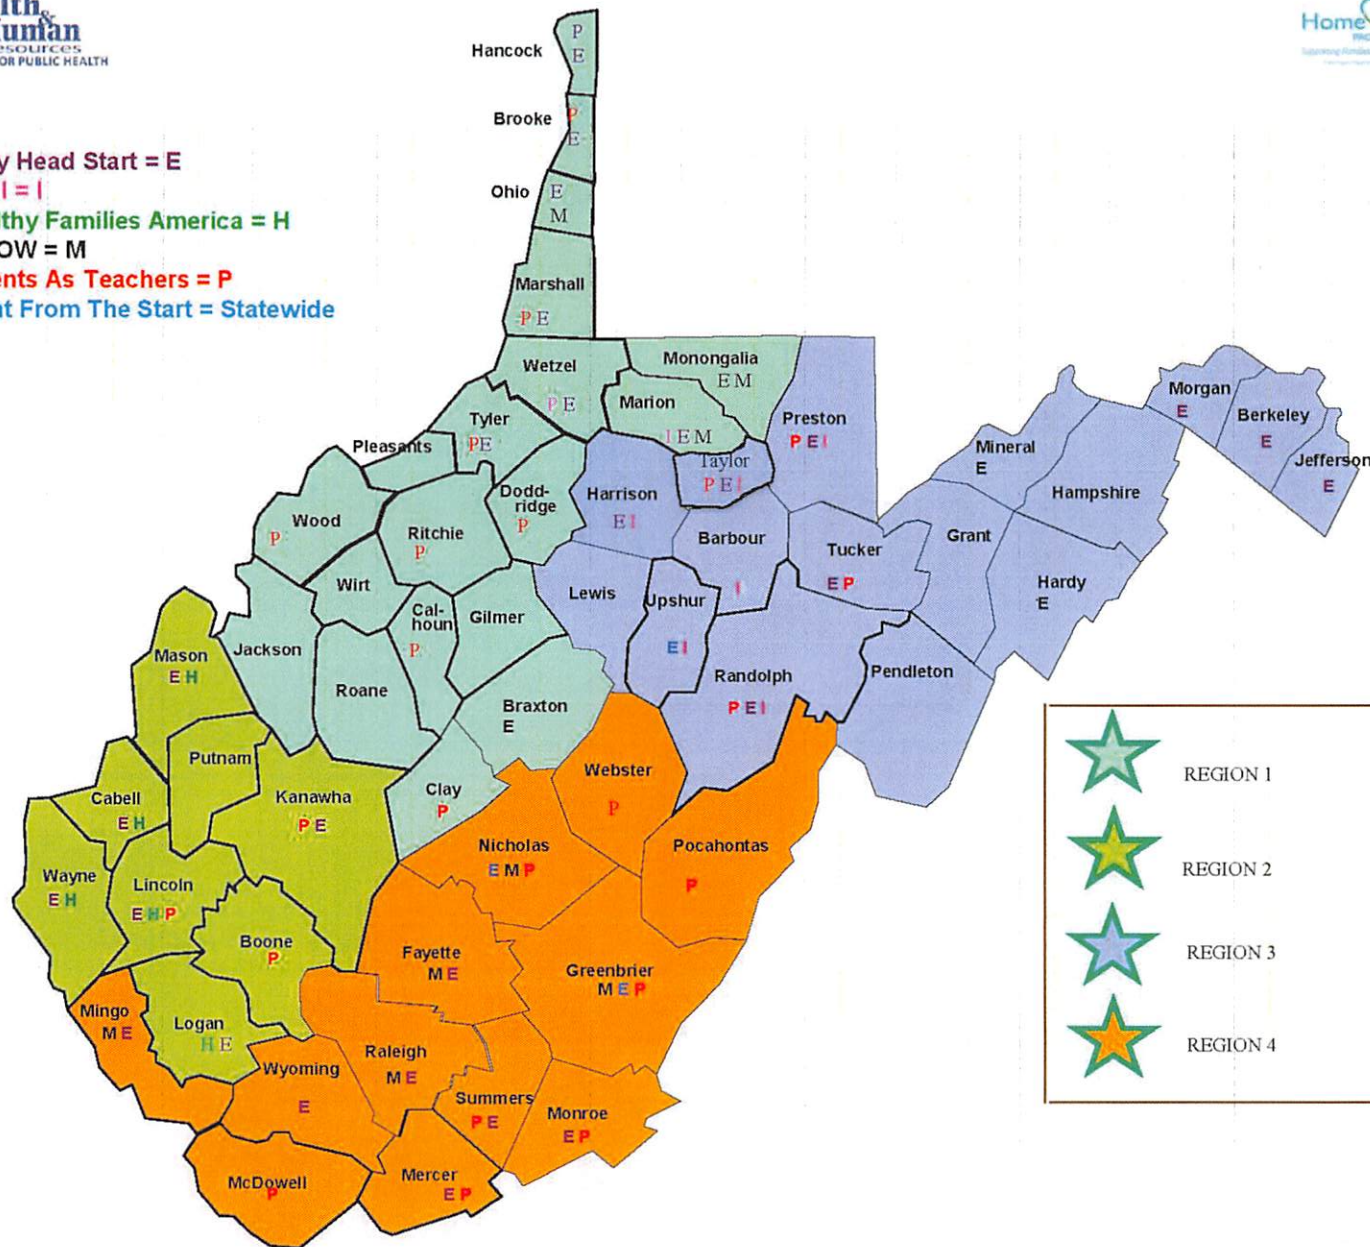 lth
&
Human
esources
OR PUBLIC HEALTH
Home
y Head Start = E
I = I
lthy Families America = H
OW = M
ents As Teachers = P
t From The Start = Statewide
Hancock
P
E
Brooke
P
E
Ohio
E
M
Marshall
P E
Wetzel
P E
Monongalia
E M
Marion
I E M
Preston
P E I
Tyler
PE
Pleasants
Taylor
P E I
Morgan
E
Berkeley
E
Jefferson
E
Mineral
E
Hampshire
Wood
P
Ritchie
P
Dodd-
ridge
P
Harrison
E I
Barbour
I
Tucker
E P
Grant
Hardy
E
Wirt
Cal-
houn
P
Gilmer
Lewis
Upshur
E I
Mason
E H
Jackson
Roane
Braxton
E
Randolph
P E I
Pendleton
Putnam
Cabell
E H
Kanawha
P E
Clay
P
Webster
P
Wayne
E H
Lincoln
E H P
Nicholas
E M P
Pocahontas
P
Boone
P
Fayette
M E
Greenbrier
M E P
Mingo
M E
Logan
H E
Wyoming
E
Raleigh
M E
Summers
P E
Monroe
E P
McDowell
P
Mercer
E P
REGION 1
REGION 2
REGION 3
REGION 4